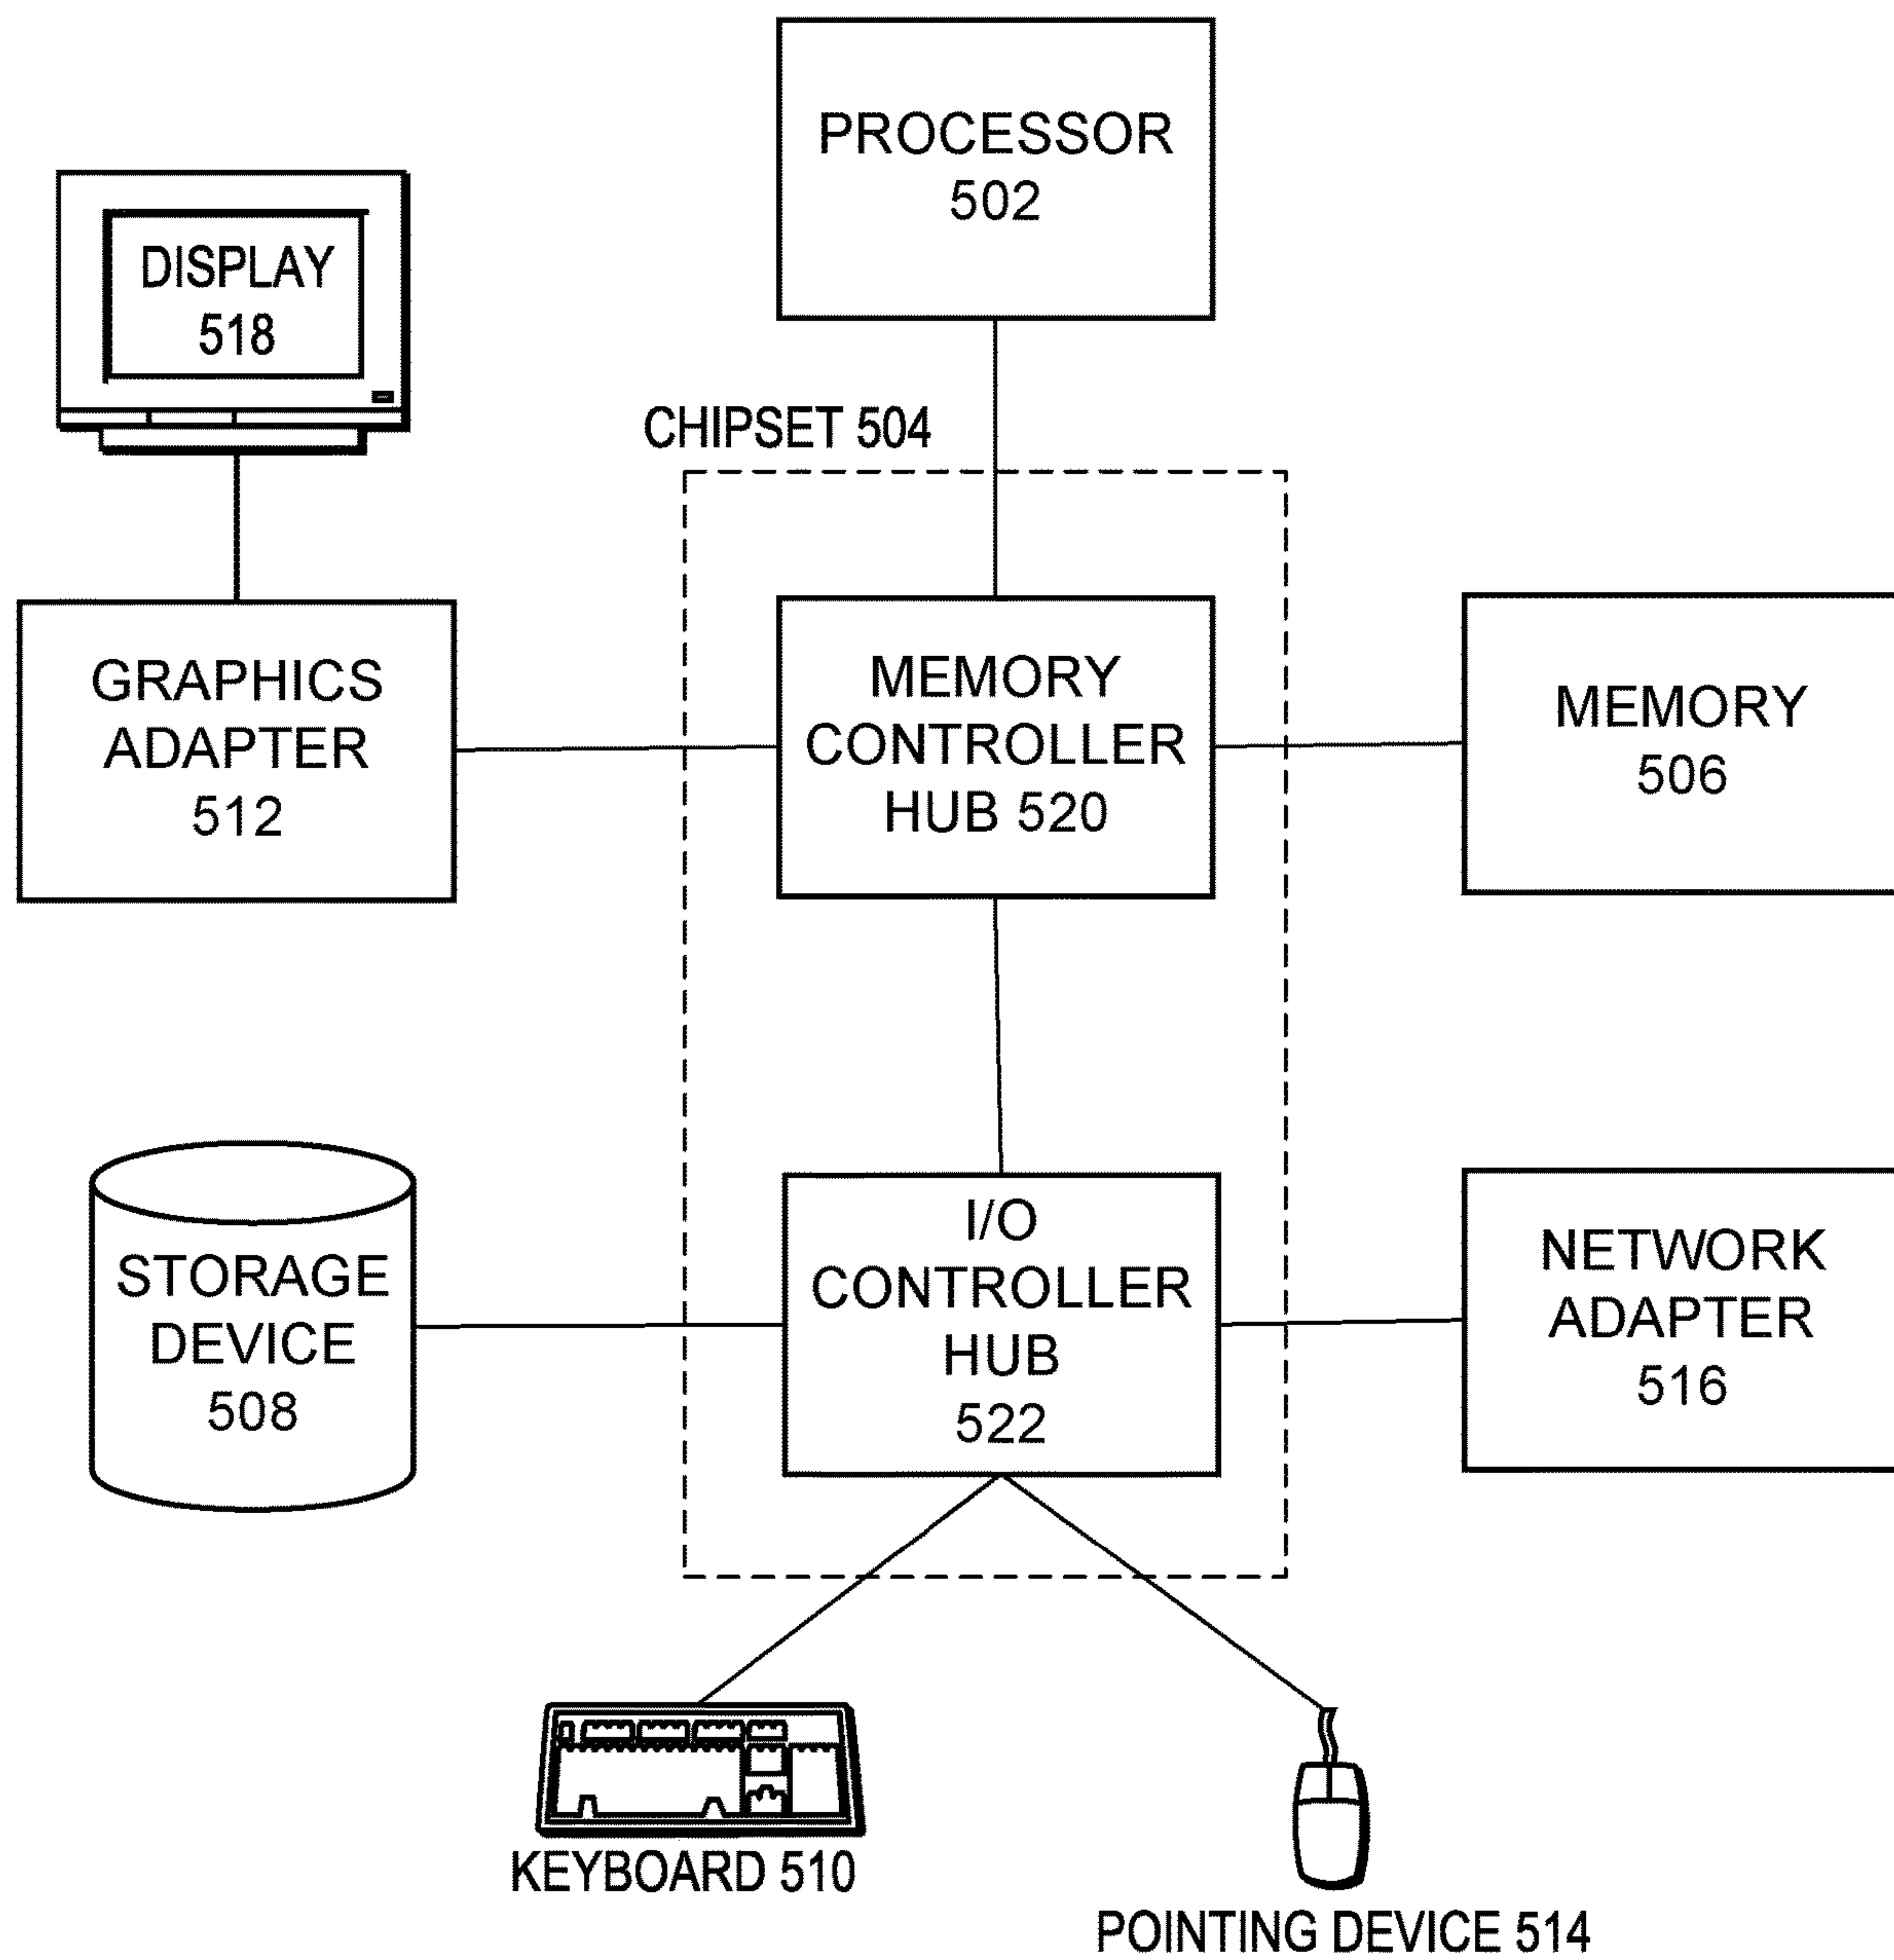 PROCESSOR
502
DISPLAY
518
CHIPSET 504
GRAPHICS
ADAPTER
512
MEMORY
CONTROLLER
HUB 520
MEMORY
506
STORAGE
DEVICE
508
I/O
CONTROLLER
HUB
522
NETWORK
ADAPTER
516
KEYBOARD 510
POINTING DEVICE 514